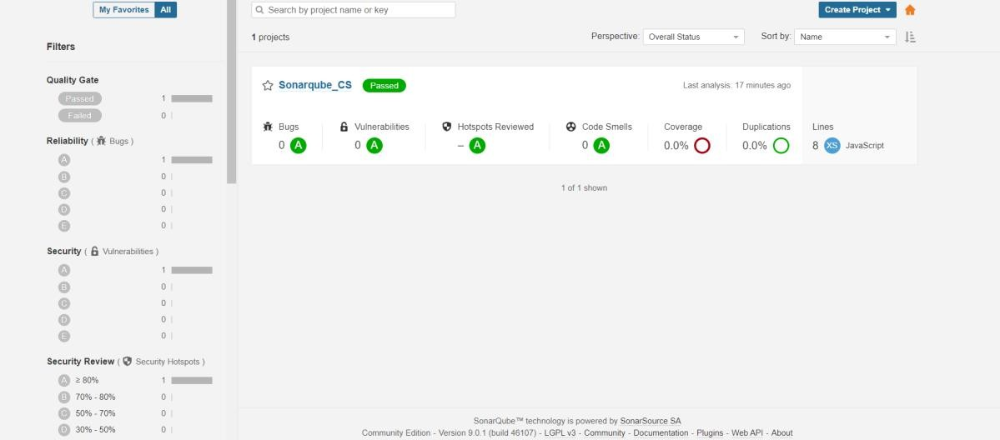 My Favorites All
Search by project name or key
Create Project
1 projects
Perspective: Overall Status
Sort by: Name
Filters
Quality Gate
Passed 1
Failed 0
Reliability ( Bugs )
A 1
B 0
C 0
D 0
E 0
Security ( Vulnerabilities )
A 1
B 0
C 0
D 0
E 0
Security Review ( Security Hotspots )
A ≥ 80% 1
B 70% - 80% 0
C 50% - 70% 0
D 30% - 50% 0
Sonarqube_CS Passed
Last analysis: 17 minutes ago
Bugs Vulnerabilities Hotspots Reviewed Code Smells Coverage Duplications Lines
0 A 0 A – A 0 A 0.0% 0.0% 8 XS JavaScript
1 of 1 shown
SonarQube™ technology is powered by SonarSource SA
Community Edition - Version 9.0.1 (build 46107) - LGPL v3 - Community - Documentation - Plugins - Web API - About